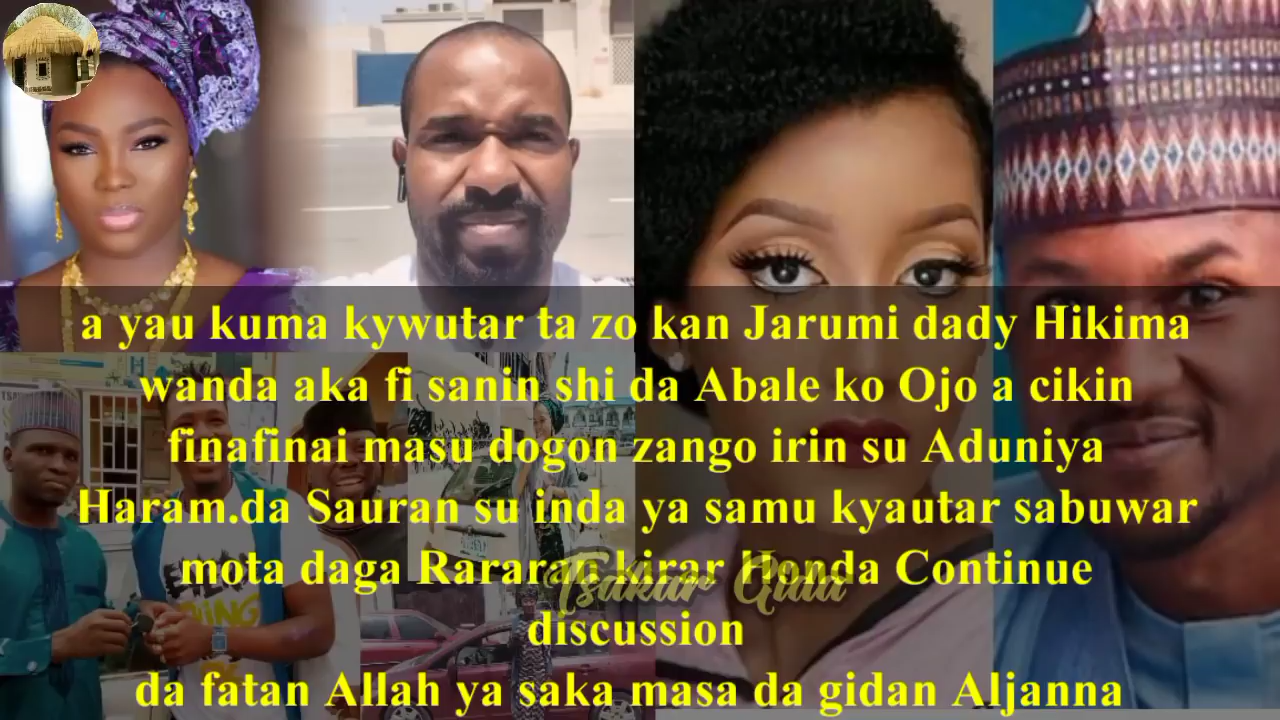 a yau kuma kywutar ta zo kan Jarumi dady Hikima
wanda aka fi sanin shi da Abale ko Ojo a cikin
finafinai masu dogon zango irin su Aduniya
Haram.da Sauran su inda ya samu kyautar sabuwar
mota daga Rararan kirar Honda Continue
discussion
da fatan Allah ya saka masa da gidan Aljanna
Tsakar Gida